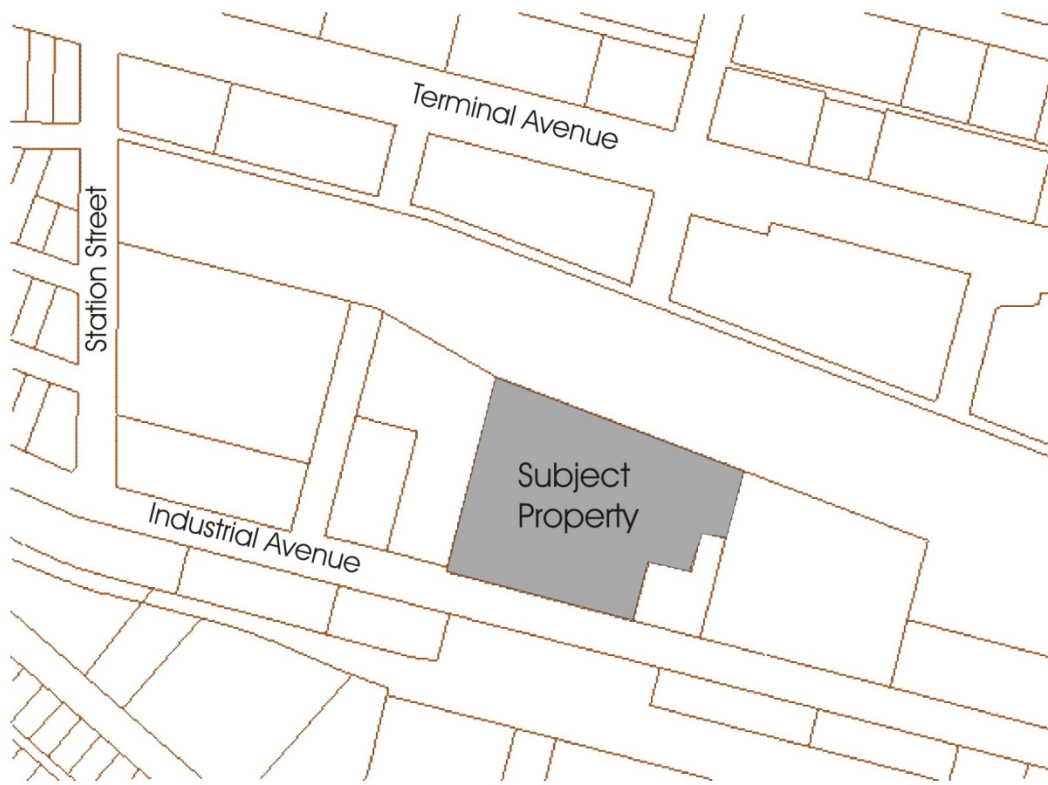 Terminal Avenue
Station Street
Subject
Property
Industrial Avenue